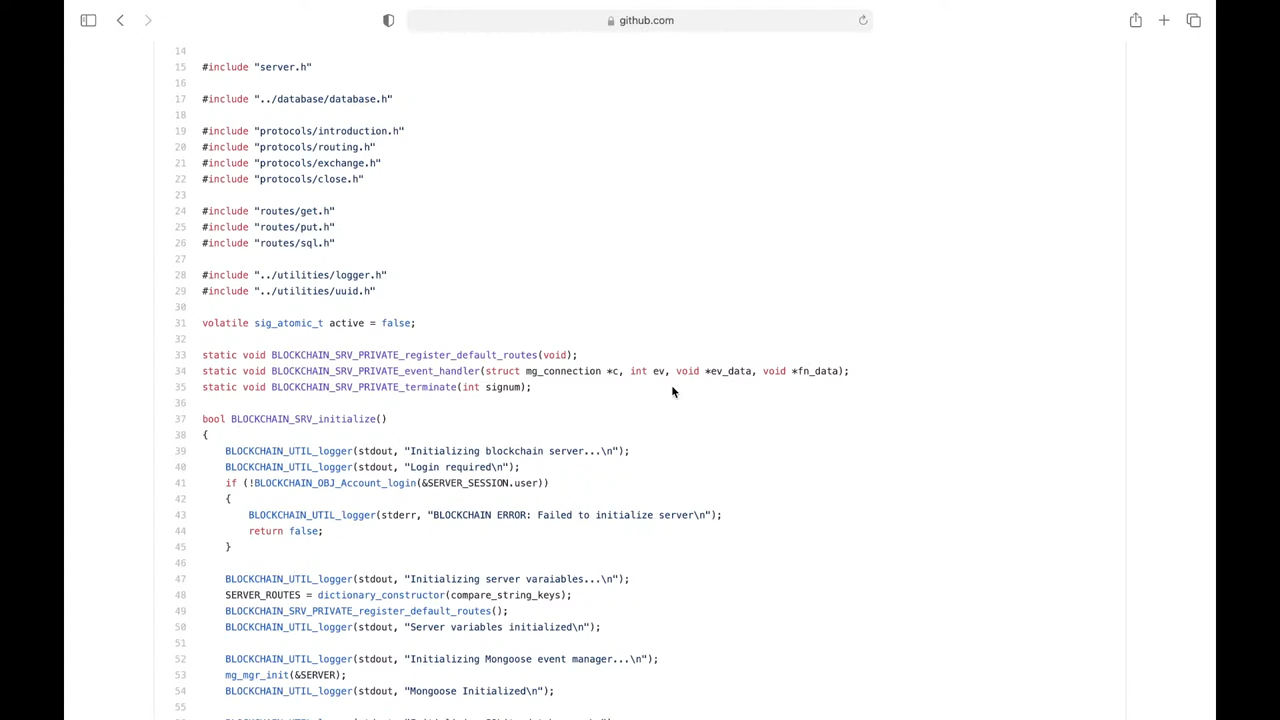 github.com
14
15 #include "server.h"
16
17 #include "../database/database.h"
18
19 #include "protocols/introduction.h"
20 #include "protocols/routing.h"
21 #include "protocols/exchange.h"
22 #include "protocols/close.h"
23
24 #include "routes/get.h"
25 #include "routes/put.h"
26 #include "routes/sql.h"
27
28 #include "../utilities/logger.h"
29 #include "../utilities/uuid.h"
30
31 volatile sig_atomic_t active = false;
32
33 static void BLOCKCHAIN_SRV_PRIVATE_register_default_routes(void);
34 static void BLOCKCHAIN_SRV_PRIVATE_event_handler(struct mg_connection *c, int ev, void *ev_data, void *fn_data);
35 static void BLOCKCHAIN_SRV_PRIVATE_terminate(int signum);
36
37 bool BLOCKCHAIN_SRV_initialize()
38 {
39 BLOCKCHAIN_UTIL_logger(stdout, "Initializing blockchain server...\n");
40 BLOCKCHAIN_UTIL_logger(stdout, "Login required\n");
41 if (!BLOCKCHAIN_OBJ_Account_login(&SERVER_SESSION.user))
42 {
43 BLOCKCHAIN_UTIL_logger(stderr, "BLOCKCHAIN ERROR: Failed to initialize server\n");
44 return false;
45 }
46
47 BLOCKCHAIN_UTIL_logger(stdout, "Initializing server varaiables...\n");
48 SERVER_ROUTES = dictionary_constructor(compare_string_keys);
49 BLOCKCHAIN_SRV_PRIVATE_register_default_routes();
50 BLOCKCHAIN_UTIL_logger(stdout, "Server variables initialized\n");
51
52 BLOCKCHAIN_UTIL_logger(stdout, "Initializing Mongoose event manager...\n");
53 mg_mgr_init(&SERVER);
54 BLOCKCHAIN_UTIL_logger(stdout, "Mongoose Initialized\n");
55